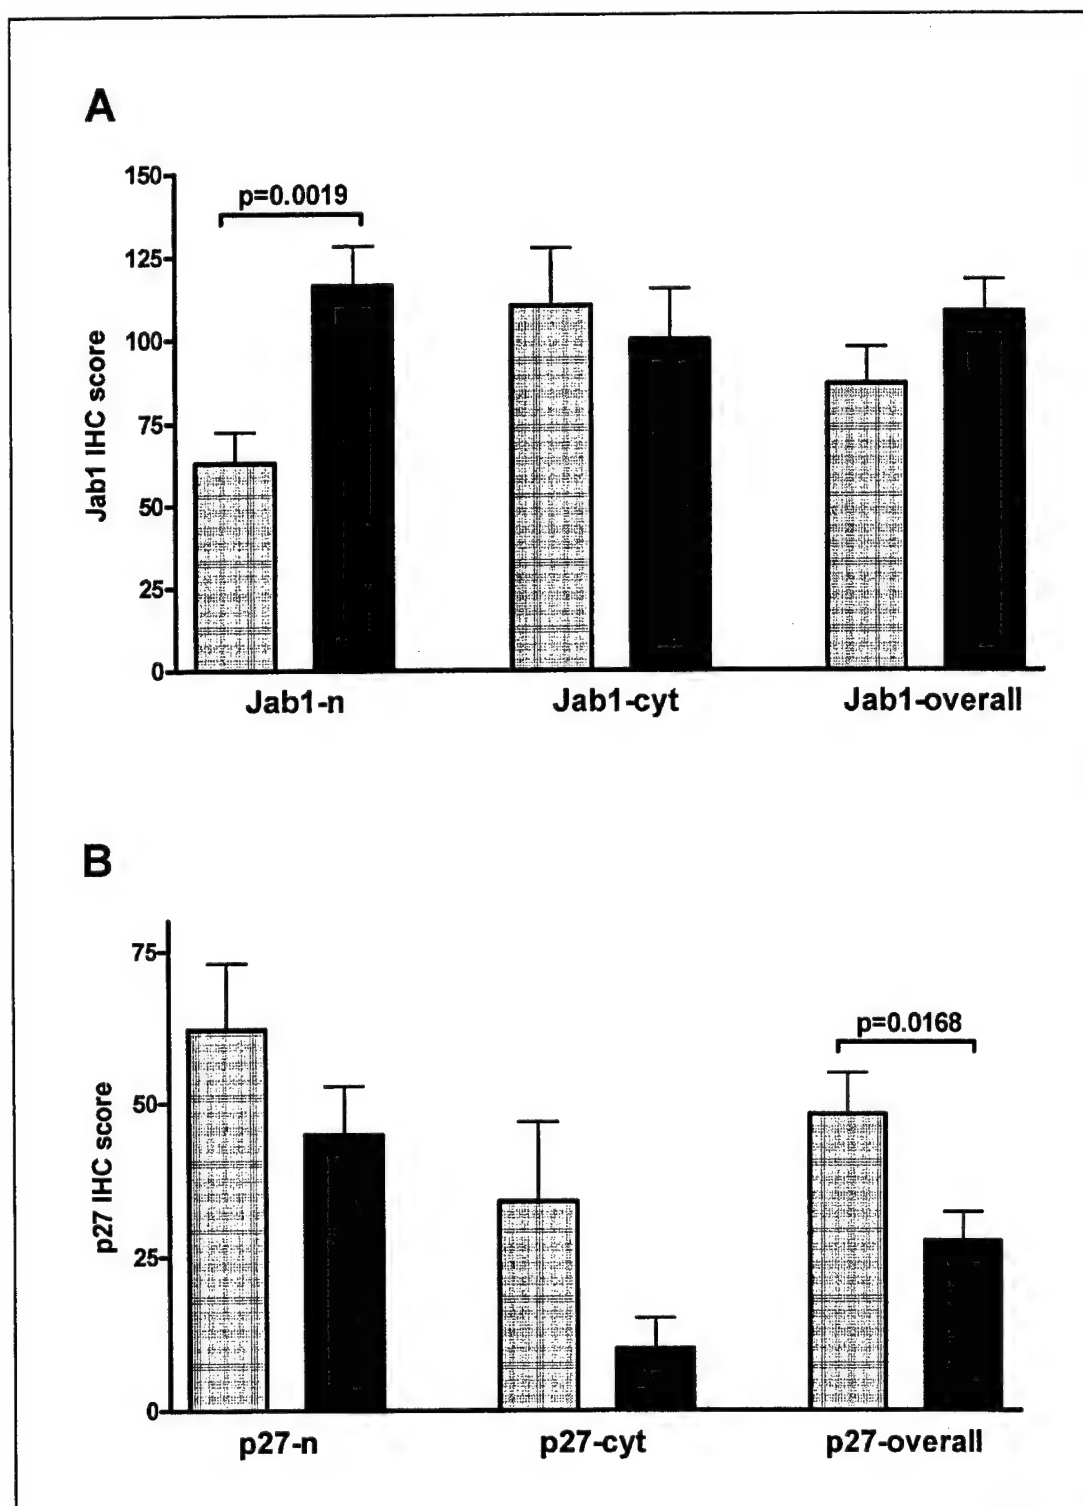 A
150
p=0.0019
125
100
75
50
25
0
Jab1 IHC score
Jab1-n Jab1-cyt Jab1-overall
B
75
p=0.0168
50
25
0
p27 IHC score
p27-n p27-cyt p27-overall